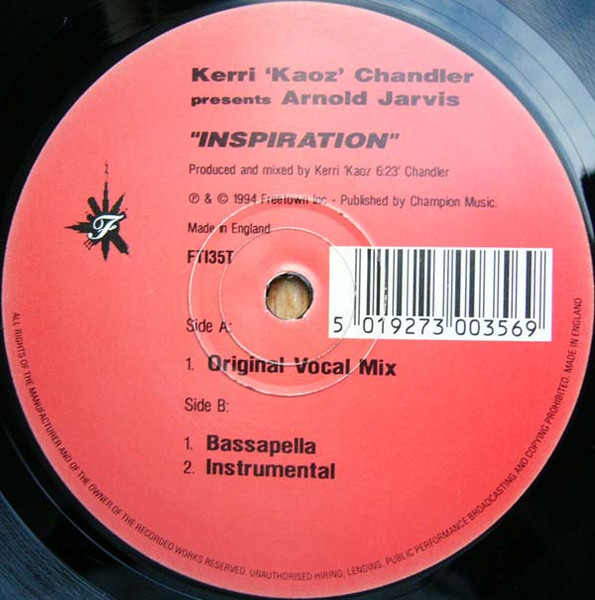 Kerri 'Kaoz' Chandler
presents Arnold Jarvis
"INSPIRATION"
Produced and mixed by Kerri 'Kaoz 6:23' Chandler
℗ & © 1994 Freetown Inc - Published by Champion Music.
Made in England
FTI35T
F
5 019273 003569
Side A:
1. Original Vocal Mix
Side B:
1. Bassapella
2. Instrumental
ALL RIGHTS OF THE MANUFACTURER AND OF THE OWNER OF THE RECORDED WORKS RESERVED. UNAUTHORISED HIRING, LENDING, PUBLIC PERFORMANCE BROADCASTING AND COPYING PROHIBITED. MADE IN ENGLAND